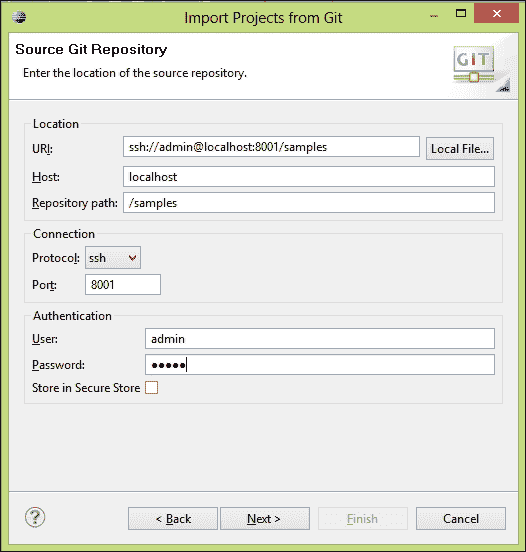 Import Projects from Git
Source Git Repository
Enter the location of the source repository.
GIT
Location
URI: ssh://admin@localhost:8001/samples Local File...
Host: localhost
Repository path: /samples
Connection
Protocol: ssh
Port: 8001
Authentication
User: admin
Password: ●●●●●
Store in Secure Store
? < Back Next > Finish Cancel